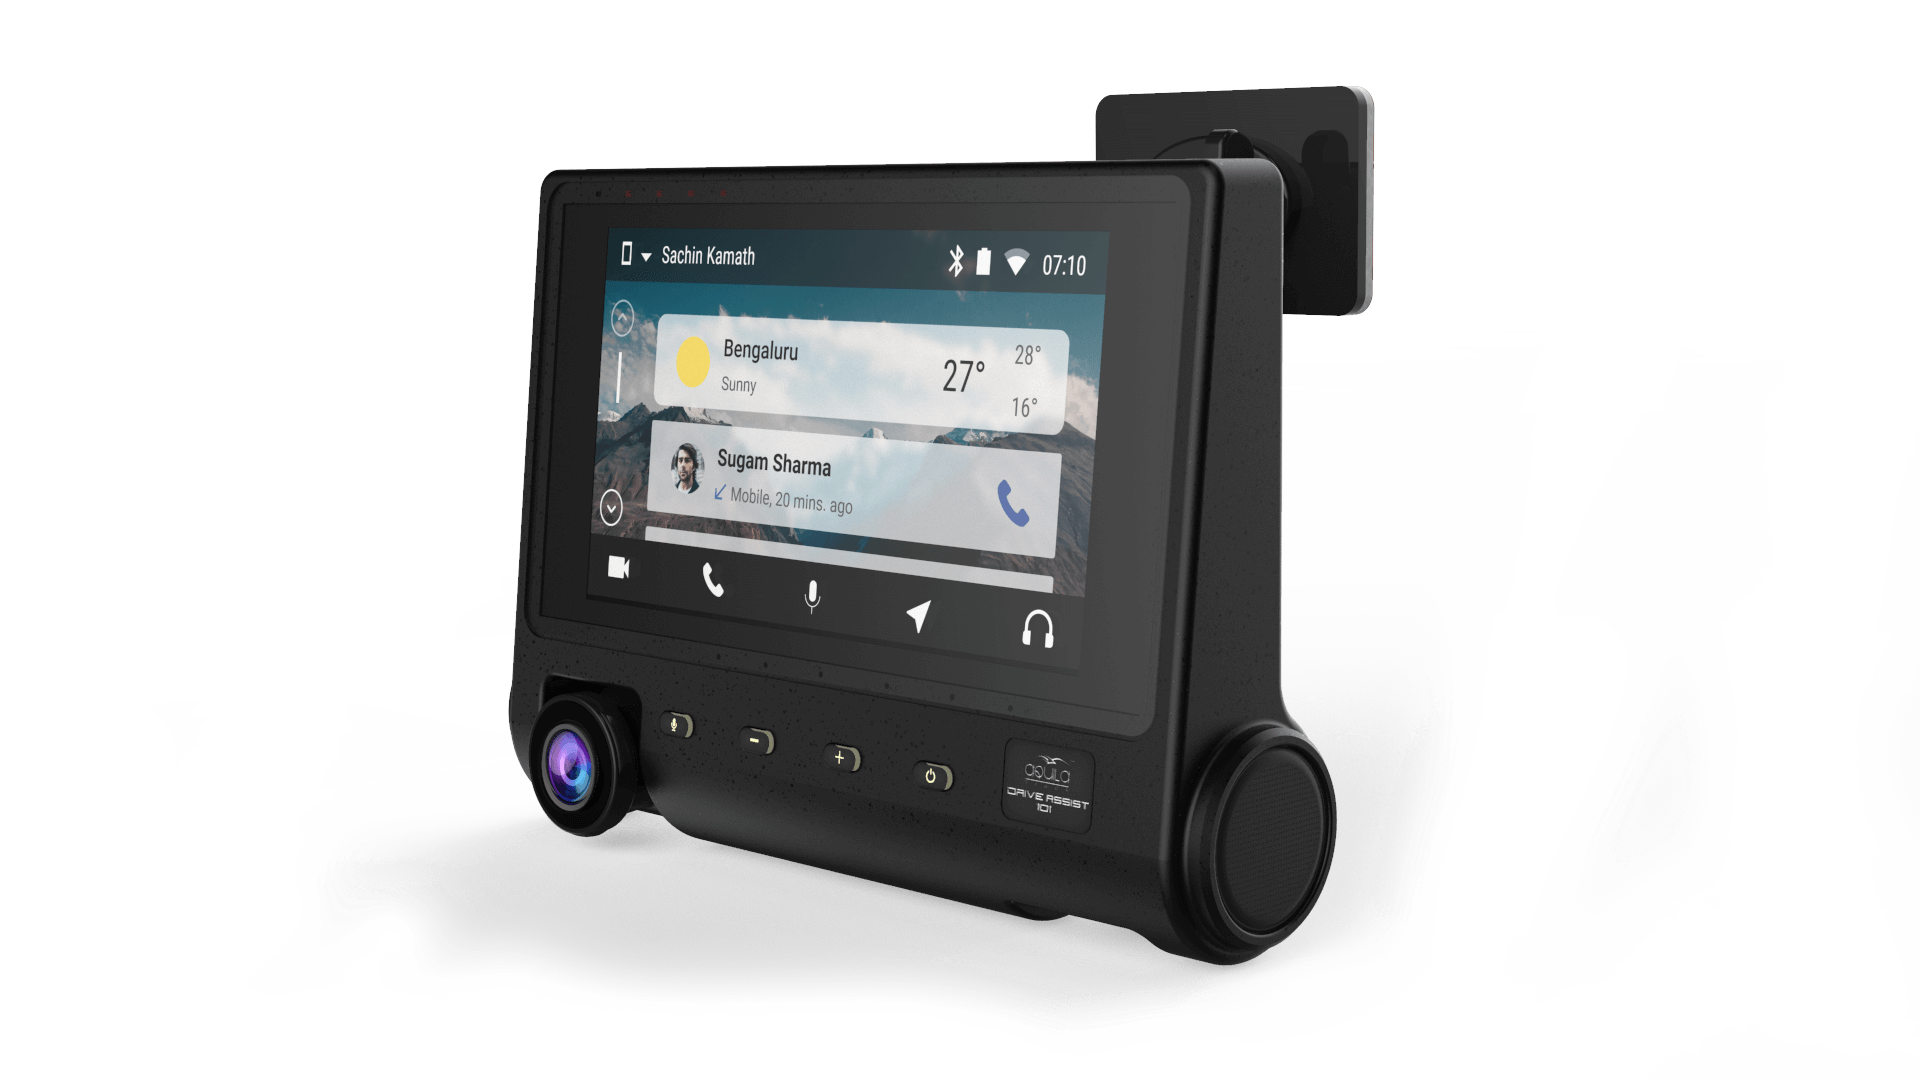 Sachin Kamath
07:10
Bengaluru
Sunny
27°
28°
16°
Sugam Sharma
Mobile, 20 mins. ago
aquila
DRIVE ASSIST
101